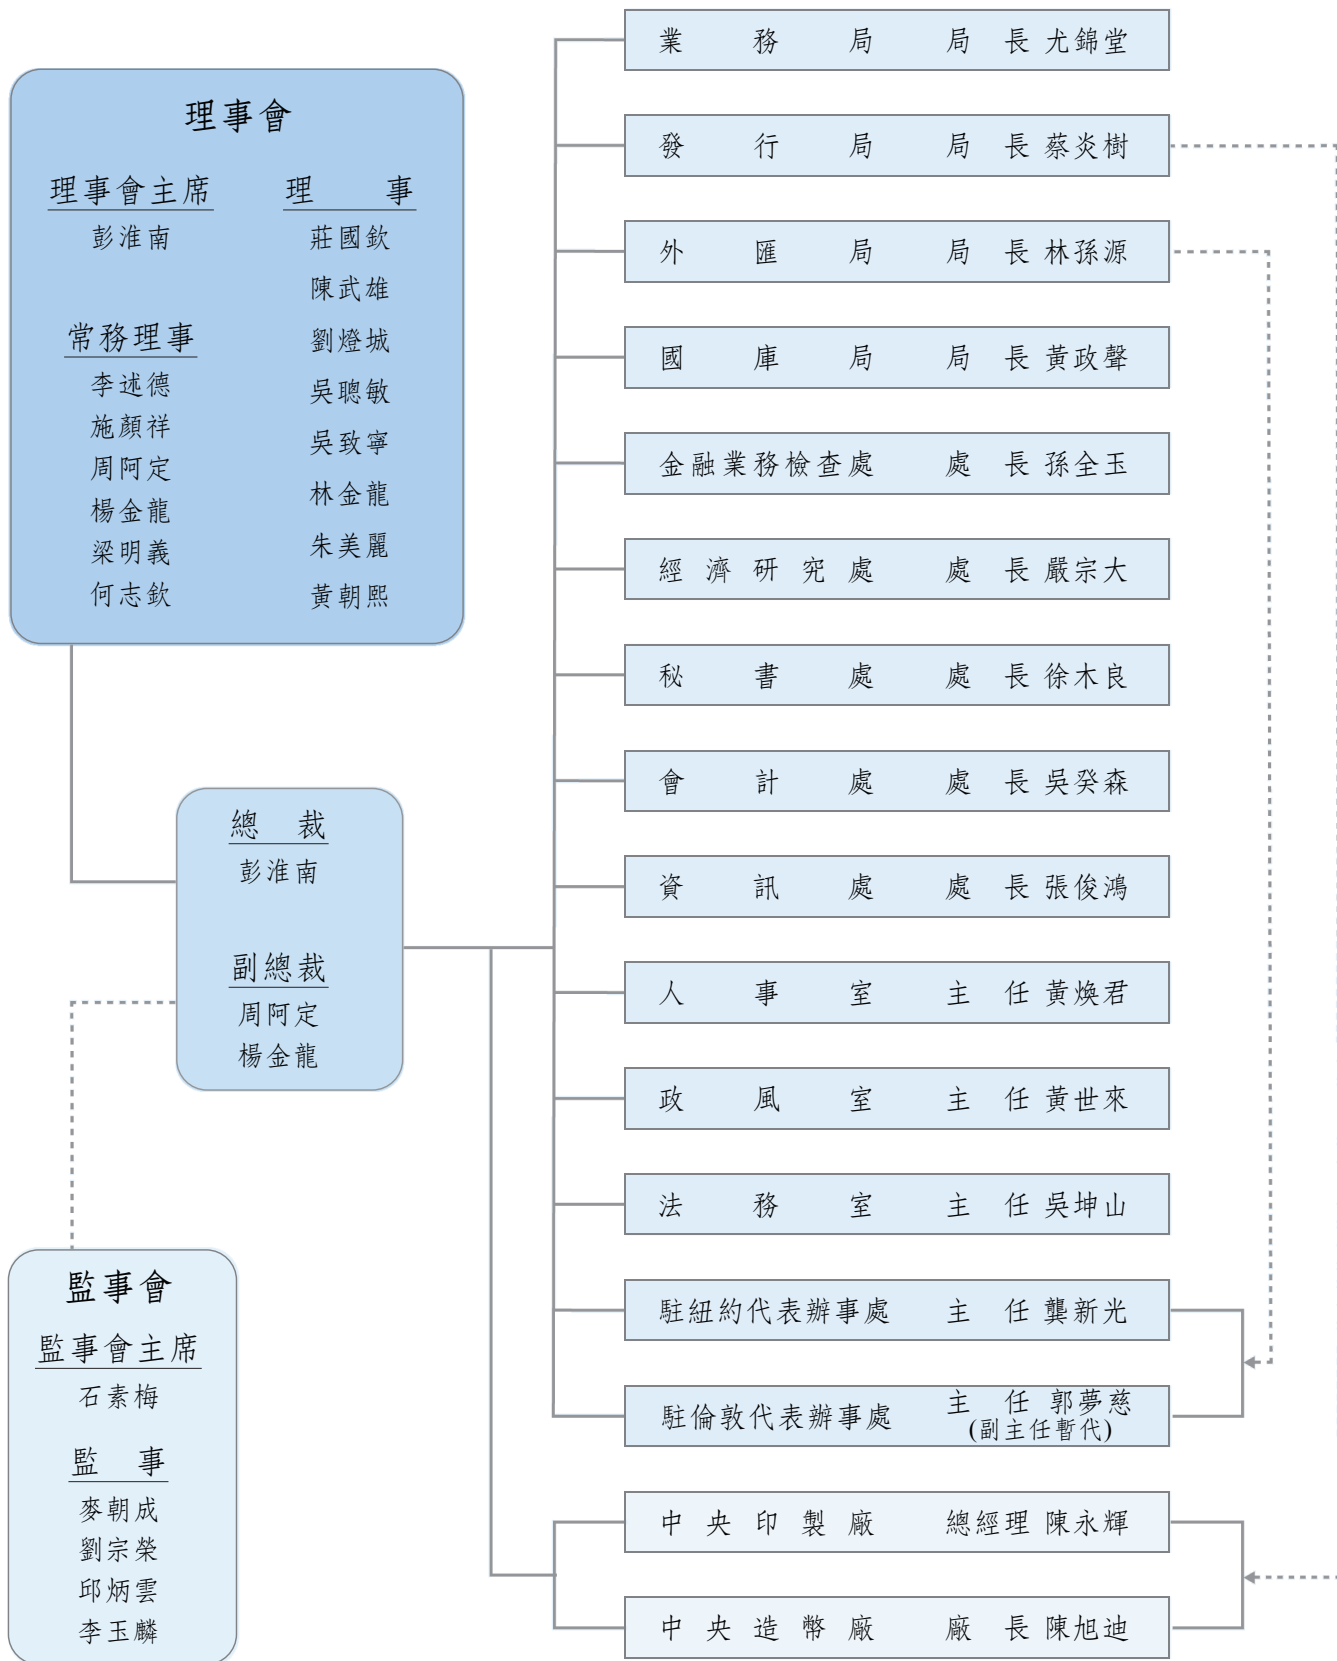 理事會
理事會主席
彭淮南
常務理事
李述德
施顏祥
周阿定
楊金龍
梁明義
何志欽
理 事
莊國欽
陳武雄
劉燈城
吳聰敏
吳致寧
林金龍
朱美麗
黃朝熙
總 裁
彭淮南
副總裁
周阿定
楊金龍
監事會
監事會主席
石素梅
監 事
麥朝成
劉宗榮
邱炳雲
李玉麟
業務局 局長 尤錦堂
發行局 局長 蔡炎樹
外匯局 局長 林孫源
國庫局 局長 黃政聲
金融業務檢查處 處長 孫全玉
經濟研究處 處長 嚴宗大
秘書處 處長 徐木良
會計處 處長 吳癸森
資訊處 處長 張俊鴻
人事室 主任 黃煥君
政風室 主任 黃世來
法務室 主任 吳坤山
駐紐約代表辦事處 主任 龔新光
駐倫敦代表辦事處 主任 郭夢慈
(副主任暫代)
中央印製廠 總經理 陳永輝
中央造幣廠 廠長 陳旭迪